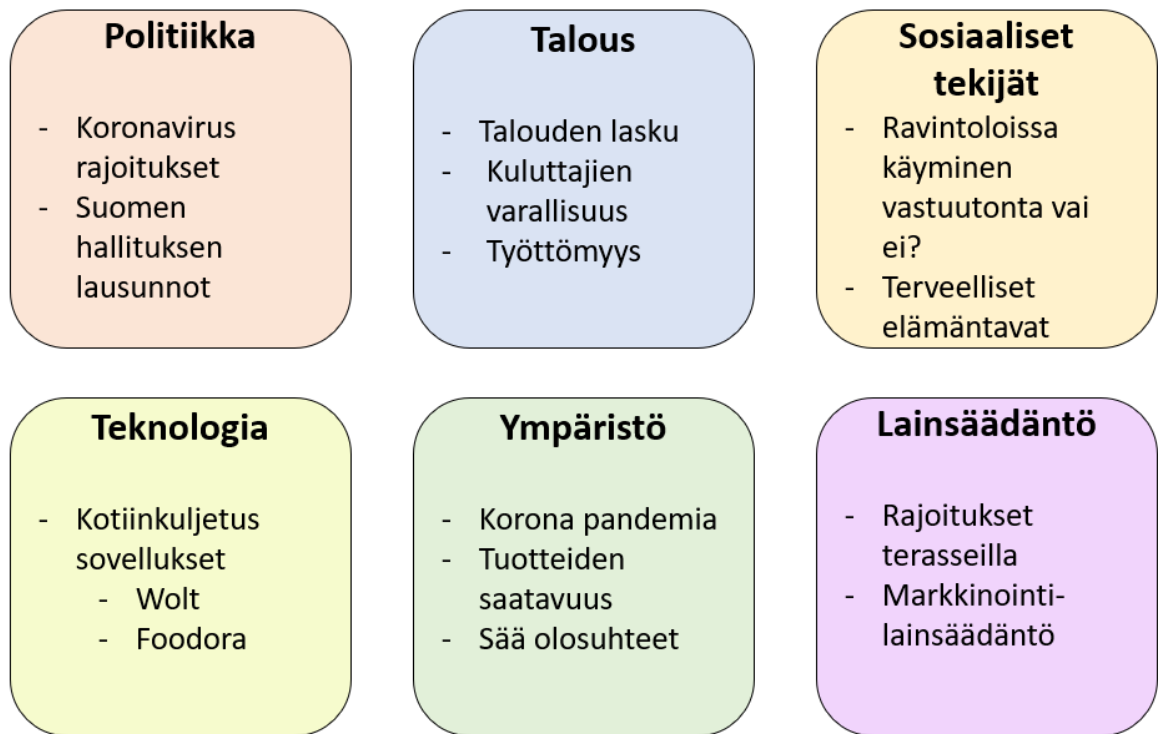 Politiikka
- Koronavirus
rajoitukset
- Suomen
hallituksen
lausunnot
Talous
- Talouden lasku
- Kuluttajien
varallisuus
- Työttömyys
Sosiaaliset
tekijät
- Ravintoloissa
käyminen
vastuutonta vai
ei?
- Terveelliset
elämäntavat
Teknologia
- Kotiinkuljetus
sovellukset
- Wolt
- Foodora
Ympäristö
- Korona pandemia
- Tuotteiden
saatavuus
- Sää olosuhteet
Lainsäädäntö
- Rajoitukset
terasseilla
- Markkinointi-
lainsäädäntö